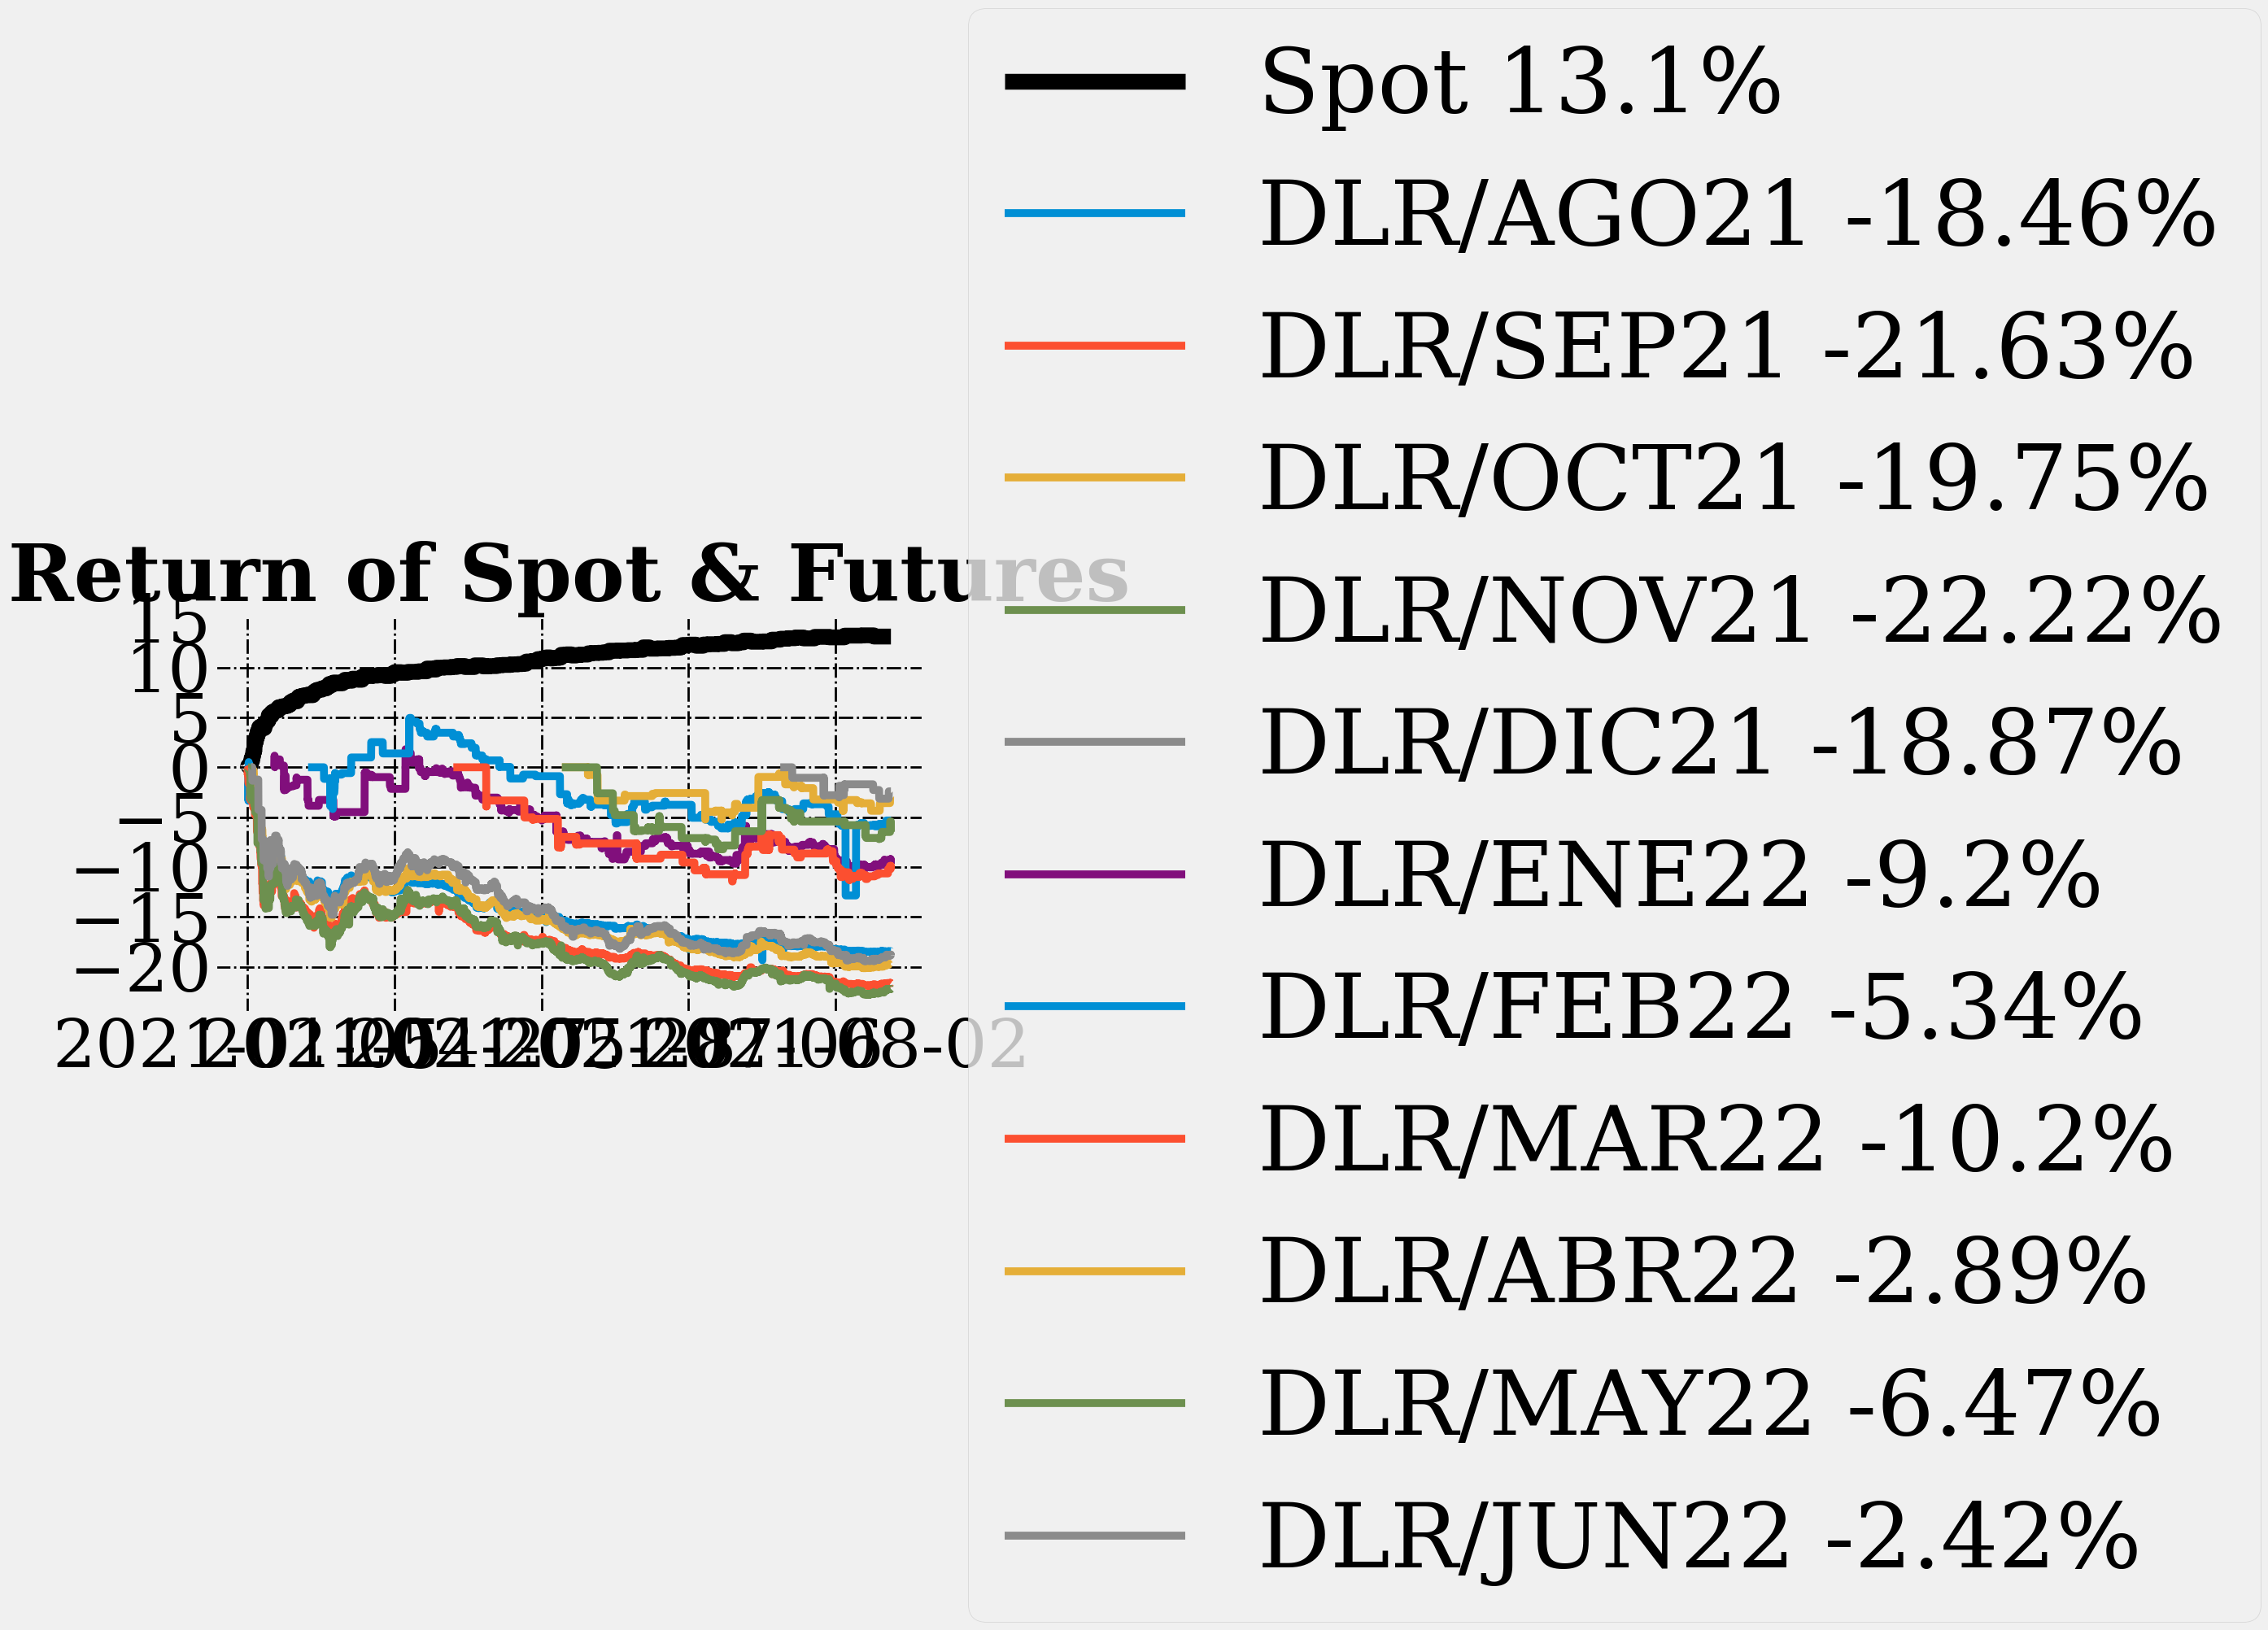 Return of Spot & Futures
15
10
5
0
−5
−10
−15
−20
Spot 13.1%
DLR/AGO21 -18.46%
DLR/SEP21 -21.63%
DLR/OCT21 -19.75%
DLR/NOV21 -22.22%
DLR/DIC21 -18.87%
DLR/ENE22 -9.2%
DLR/FEB22 -5.34%
DLR/MAR22 -10.2%
DLR/ABR22 -2.89%
DLR/MAY22 -6.47%
DLR/JUN22 -2.42%